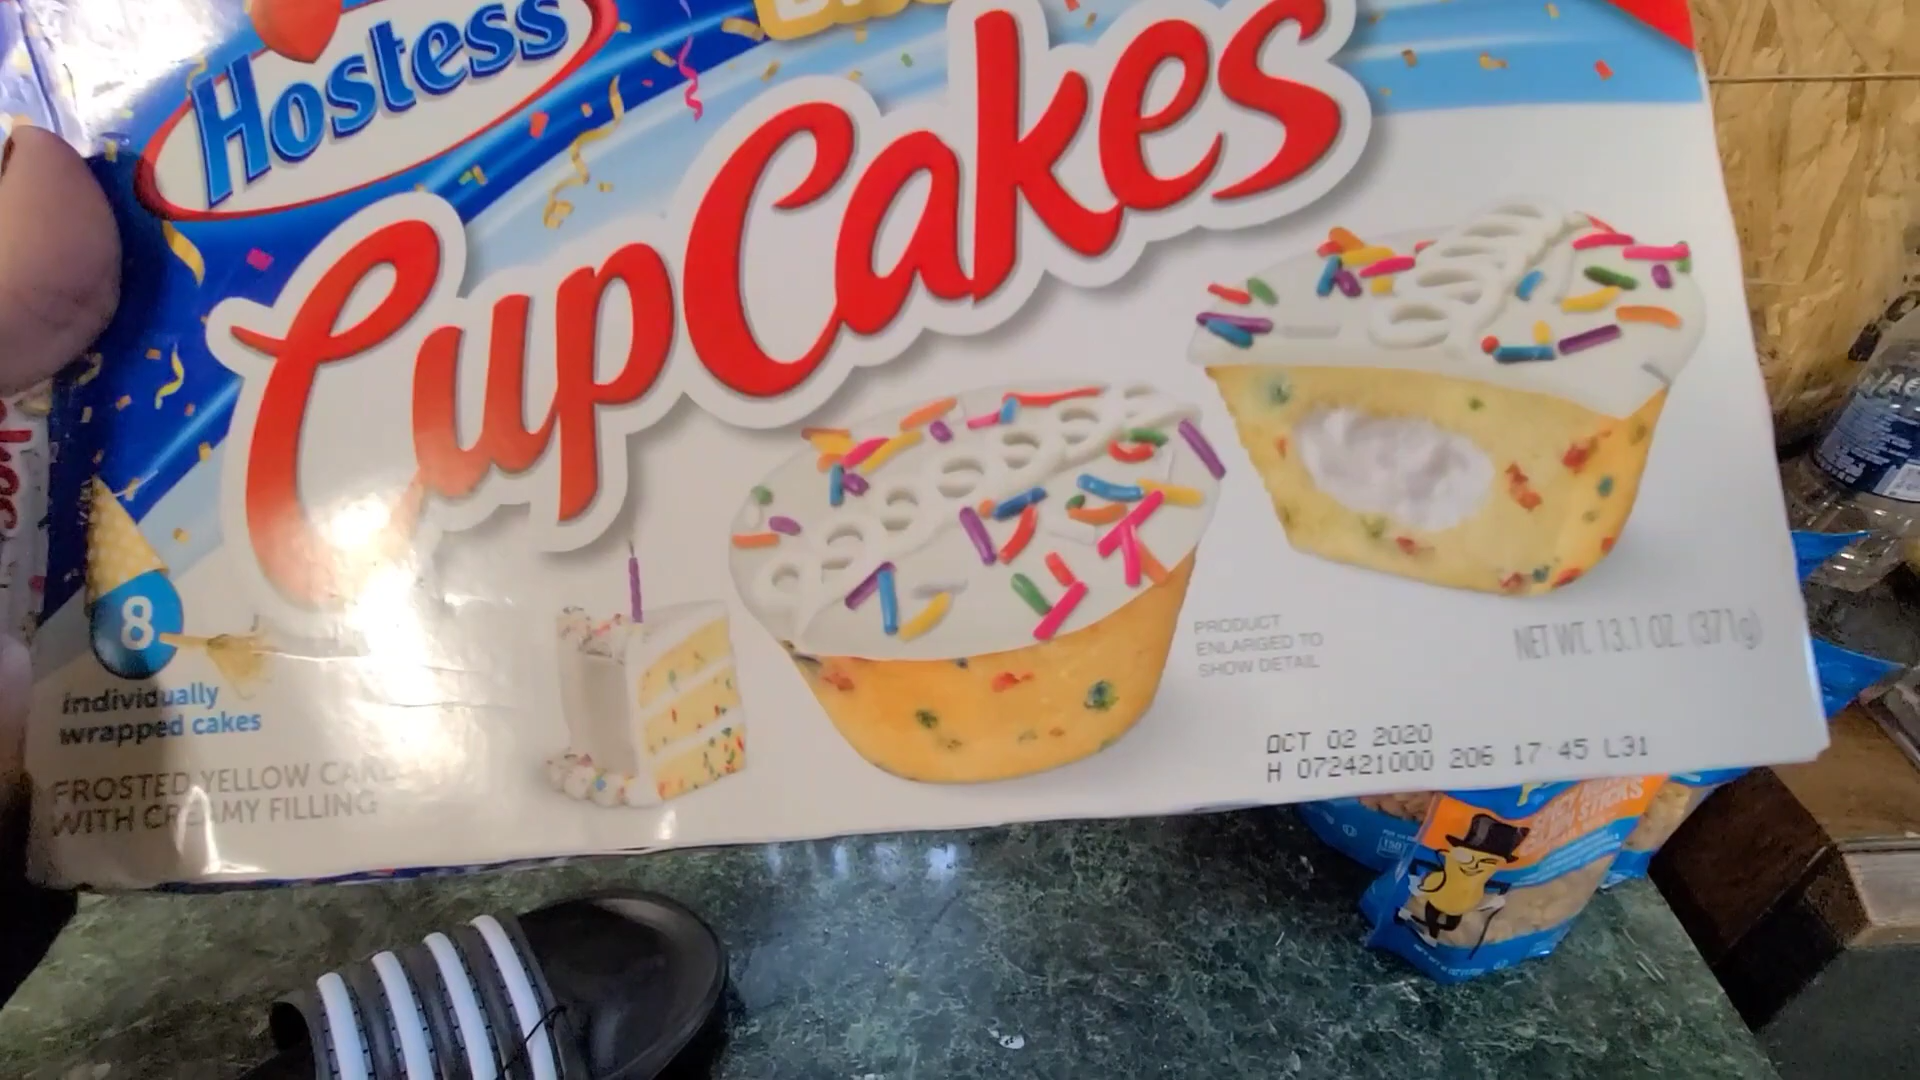 Hostess
CupCakes
8
individually
wrapped cakes
FROSTED YELLOW CAKE
WITH CREAMY FILLING
PRODUCT
ENLARGED TO
SHOW DETAIL
NET WT. 13.1 OZ. (371g)
OCT 02 2020
H 072421000 206 17 45 L31
STICKS